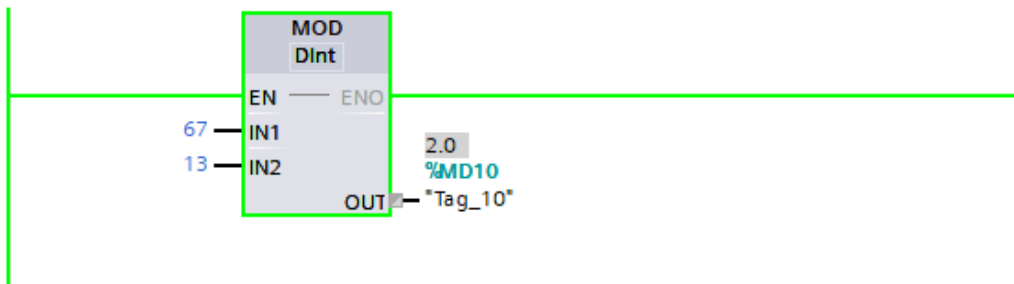 MOD
DInt
EN
ENO
67
IN1
13
IN2
2.0
%MD10
OUT
"Tag_10"